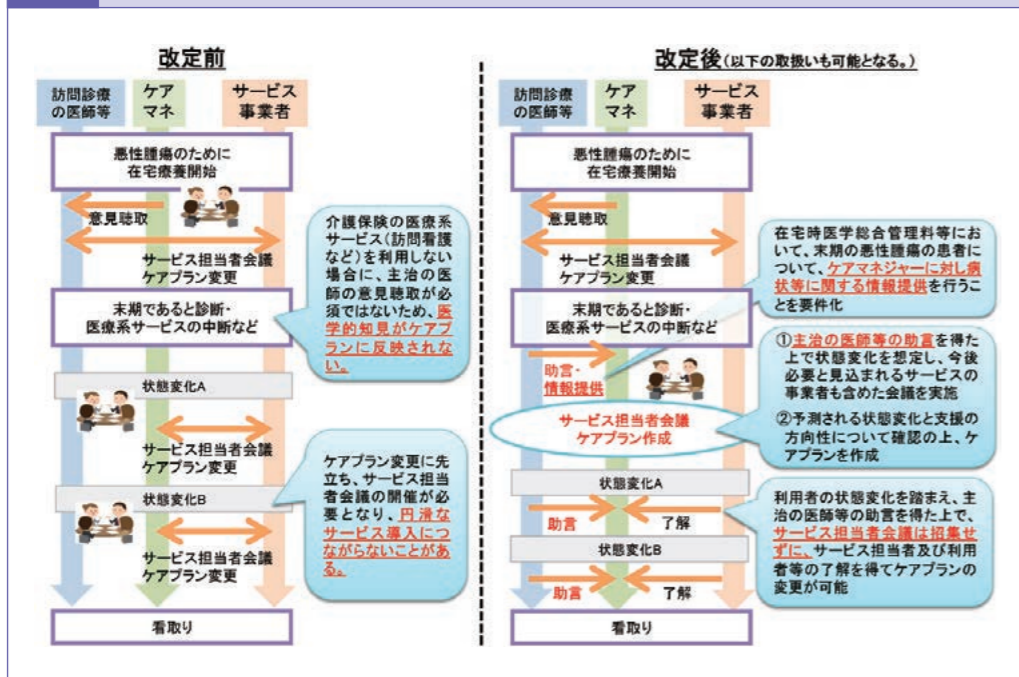 改定前
訪問診療
の医師等
ケア
マネ
サービス
事業者
悪性腫瘍のために
在宅療養開始
意見聴取
サービス担当者会議
ケアプラン変更
末期であると診断・
医療系サービスの中断など
状態変化A
サービス担当者会議
ケアプラン変更
状態変化B
サービス担当者会議
ケアプラン変更
看取り
介護保険の医療系
サービス(訪問看護
など)を利用しない
場合に、主治の医
師の意見聴取が必
須ではないため、医
学的知見がケアプ
ランに反映されな
い。
ケアプラン変更に先
立ち、サービス担当
者会議の開催が必
要となり、円滑な
サービス導入につ
ながらないことがあ
る。
改定後(以下の取扱いも可能となる。)
訪問診療
の医師等
ケア
マネ
サービス
事業者
悪性腫瘍のために
在宅療養開始
意見聴取
サービス担当者会議
ケアプラン変更
末期であると診断・
医療系サービスの中断など
助言・
情報提供
サービス担当者会議
ケアプラン作成
状態変化A
助言
了解
状態変化B
助言
了解
看取り
在宅時医学総合管理料等にお
いて、末期の悪性腫瘍の患者に
ついて、ケアマネジャーに対し病
状等に関する情報提供を行うこ
とを要件化
①主治の医師等の助言を得た
上で状態変化を想定し、今後
必要と見込まれるサービスの
事業者も含めた会議を実施
②予測される状態変化と支援の
方向性について確認の上、ケ
アプランを作成
利用者の状態変化を踏まえ、主
治の医師等の助言を得た上で、
サービス担当者会議は招集せ
ずに、サービス担当者及び利用
者等の了解を得てケアプランの
変更が可能